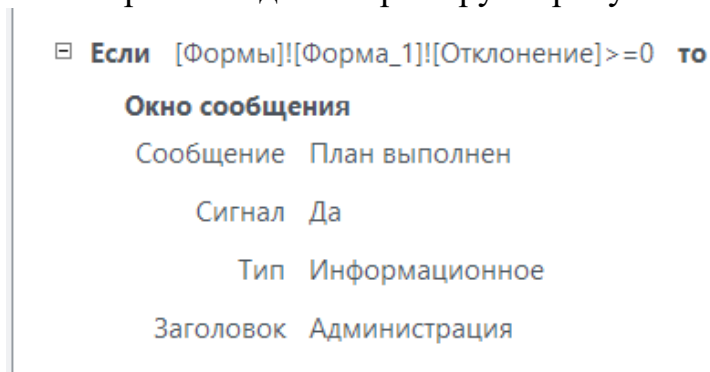 Если [Формы]![Форма_1]![Отклонение]>=0 то
Окно сообщения
Сообщение План выполнен
Сигнал Да
Тип Информационное
Заголовок Администрация